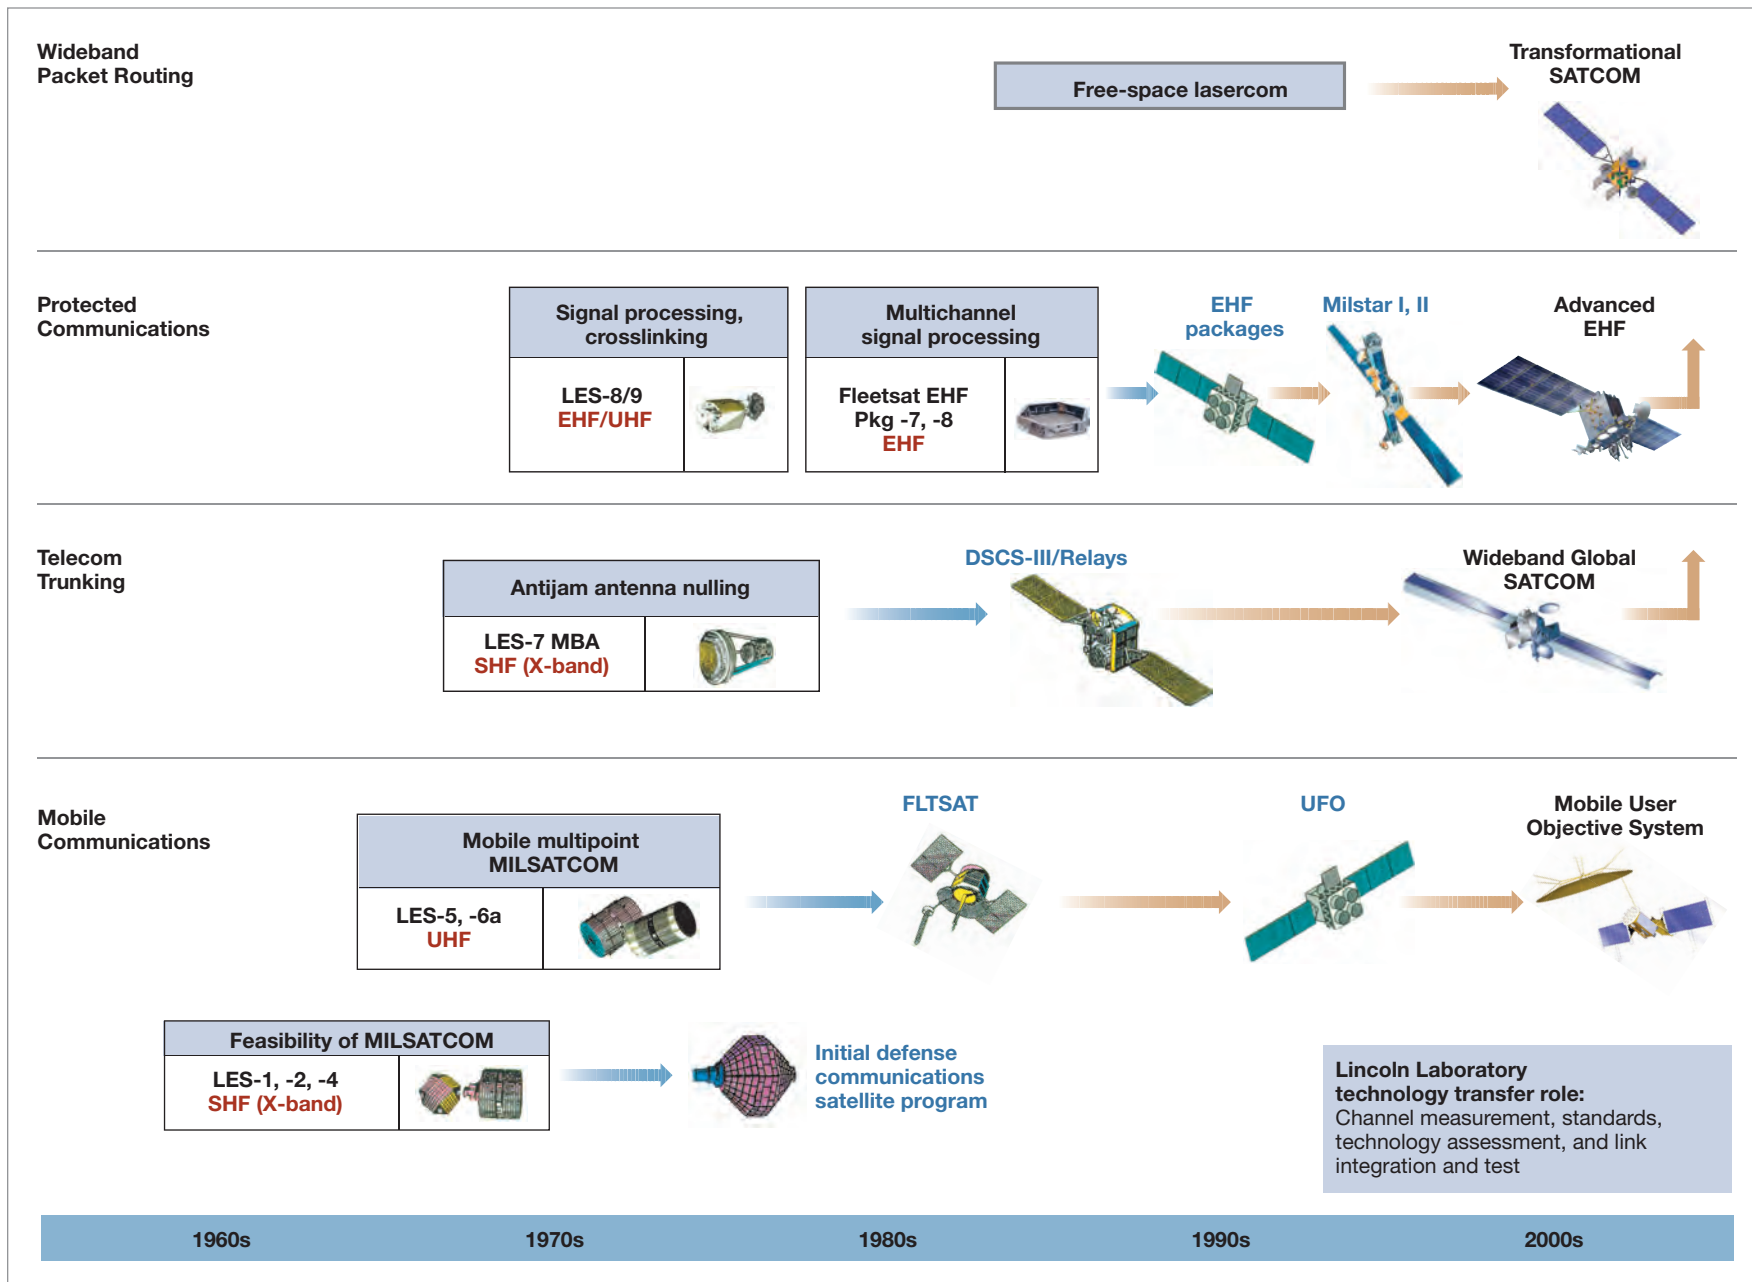 Wideband
Packet Routing
Free-space lasercom
Transformational
SATCOM
Protected
Communications
Signal processing,
crosslinking
LES-8/9
EHF/UHF
Multichannel
signal processing
Fleetsat EHF
Pkg -7, -8
EHF
EHF
packages
Milstar I, II
Advanced
EHF
Telecom
Trunking
Antijam antenna nulling
LES-7 MBA
SHF (X-band)
DSCS-III/Relays
Wideband Global
SATCOM
Mobile
Communications
Mobile multipoint
MILSATCOM
LES-5, -6a
UHF
FLTSAT
UFO
Mobile User
Objective System
Feasibility of MILSATCOM
LES-1, -2, -4
SHF (X-band)
Initial defense
communications
satellite program
Lincoln Laboratory
technology transfer role:
Channel measurement, standards,
technology assessment, and link
integration and test
1960s
1970s
1980s
1990s
2000s